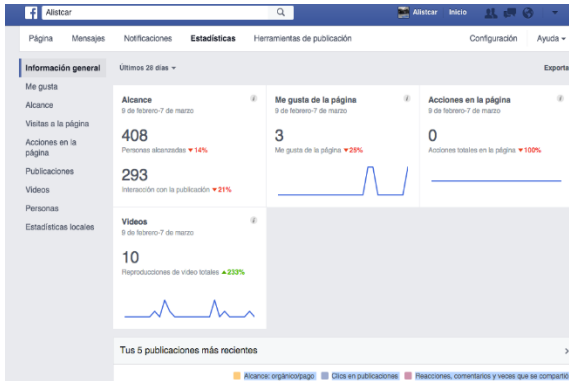 Alistcar
Alistcar Inicio
Página Mensajes Notificaciones Estadísticas Herramientas de publicación Configuración Ayuda
Información general
Últimos 28 días
Exporta
Me gusta
Alcance
Visitas a la página
Acciones en la página
Publicaciones
Videos
Personas
Estadísticas locales
Alcance
9 de febrero-7 de marzo
408
Personas alcanzadas ▼14%
293
Interacción con la publicación ▼21%
Me gusta de la página
9 de febrero-7 de marzo
3
Me gusta de la página ▼25%
Acciones en la página
9 de febrero-7 de marzo
0
Acciones totales en la página ▼100%
Videos
9 de febrero-7 de marzo
10
Reproducciones de video totales ▲233%
Tus 5 publicaciones más recientes
Alcance: orgánico/pago Clics en publicaciones Reacciones, comentarios y veces que se compartió